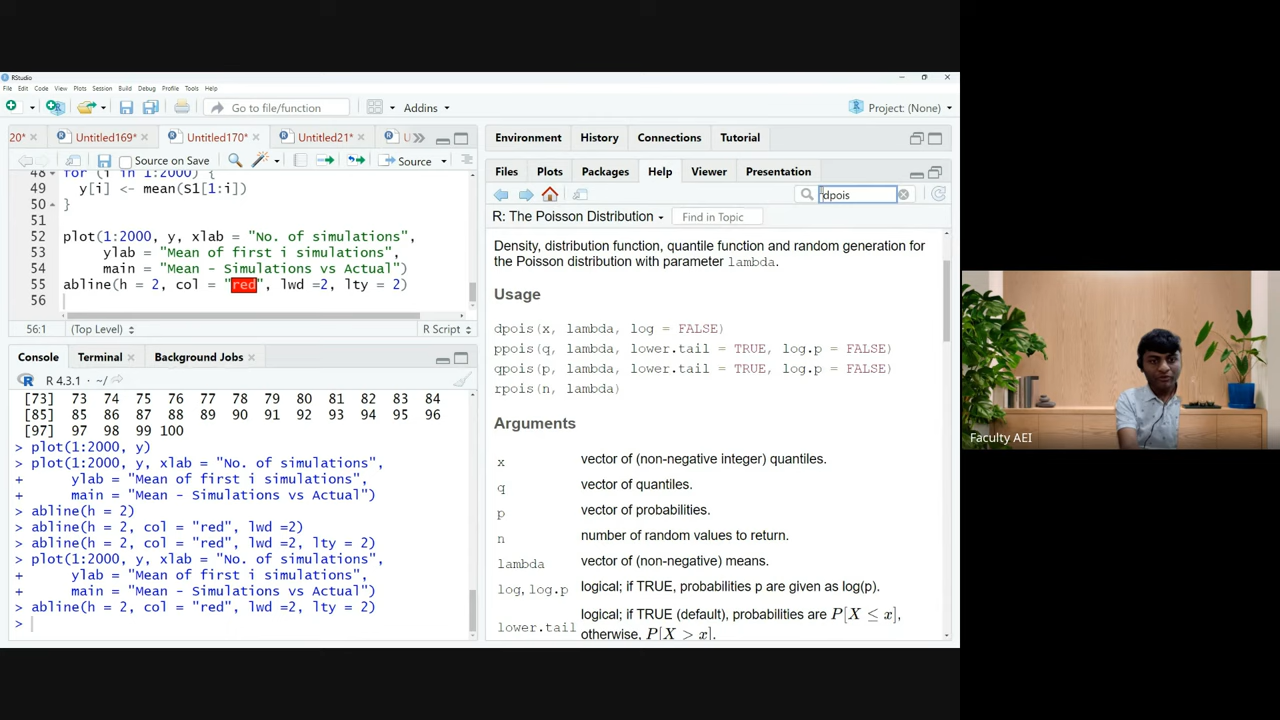 RStudio
File Edit Code View Plots Session Build Debug Profile Tools Help
Go to file/function
Addins
Project: (None)
20*
Untitled169*
Untitled170*
Untitled21*
Source on Save
Source
48 for (i in 1:2000) {
49 y[i] <- mean(S1[1:i])
50 }
51
52 plot(1:2000, y, xlab = "No. of simulations",
53 ylab = "Mean of first i simulations",
54 main = "Mean - Simulations vs Actual")
55 abline(h = 2, col = "red", lwd =2, lty = 2)
56
56:1 (Top Level) R Script
Console Terminal Background Jobs
R 4.3.1 · ~/
[73] 73 74 75 76 77 78 79 80 81 82 83 84
[85] 85 86 87 88 89 90 91 92 93 94 95 96
[97] 97 98 99 100
> plot(1:2000, y)
> plot(1:2000, y, xlab = "No. of simulations",
+ ylab = "Mean of first i simulations",
+ main = "Mean - Simulations vs Actual")
> abline(h = 2)
> abline(h = 2, col = "red", lwd =2)
> abline(h = 2, col = "red", lwd =2, lty = 2)
> plot(1:2000, y, xlab = "No. of simulations",
+ ylab = "Mean of first i simulations",
+ main = "Mean - Simulations vs Actual")
> abline(h = 2, col = "red", lwd =2, lty = 2)
>
Environment History Connections Tutorial
Files Plots Packages Help Viewer Presentation
dpois
R: The Poisson Distribution
Find in Topic
Density, distribution function, quantile function and random generation for
the Poisson distribution with parameter lambda.
Usage
dpois(x, lambda, log = FALSE)
ppois(q, lambda, lower.tail = TRUE, log.p = FALSE)
qpois(p, lambda, lower.tail = TRUE, log.p = FALSE)
rpois(n, lambda)
Arguments
x vector of (non-negative integer) quantiles.
q vector of quantiles.
p vector of probabilities.
n number of random values to return.
lambda vector of (non-negative) means.
log, log.p logical; if TRUE, probabilities p are given as log(p).
lower.tail logical; if TRUE (default), probabilities are P[X ≤ x],
otherwise, P[X > x].
Faculty AEI